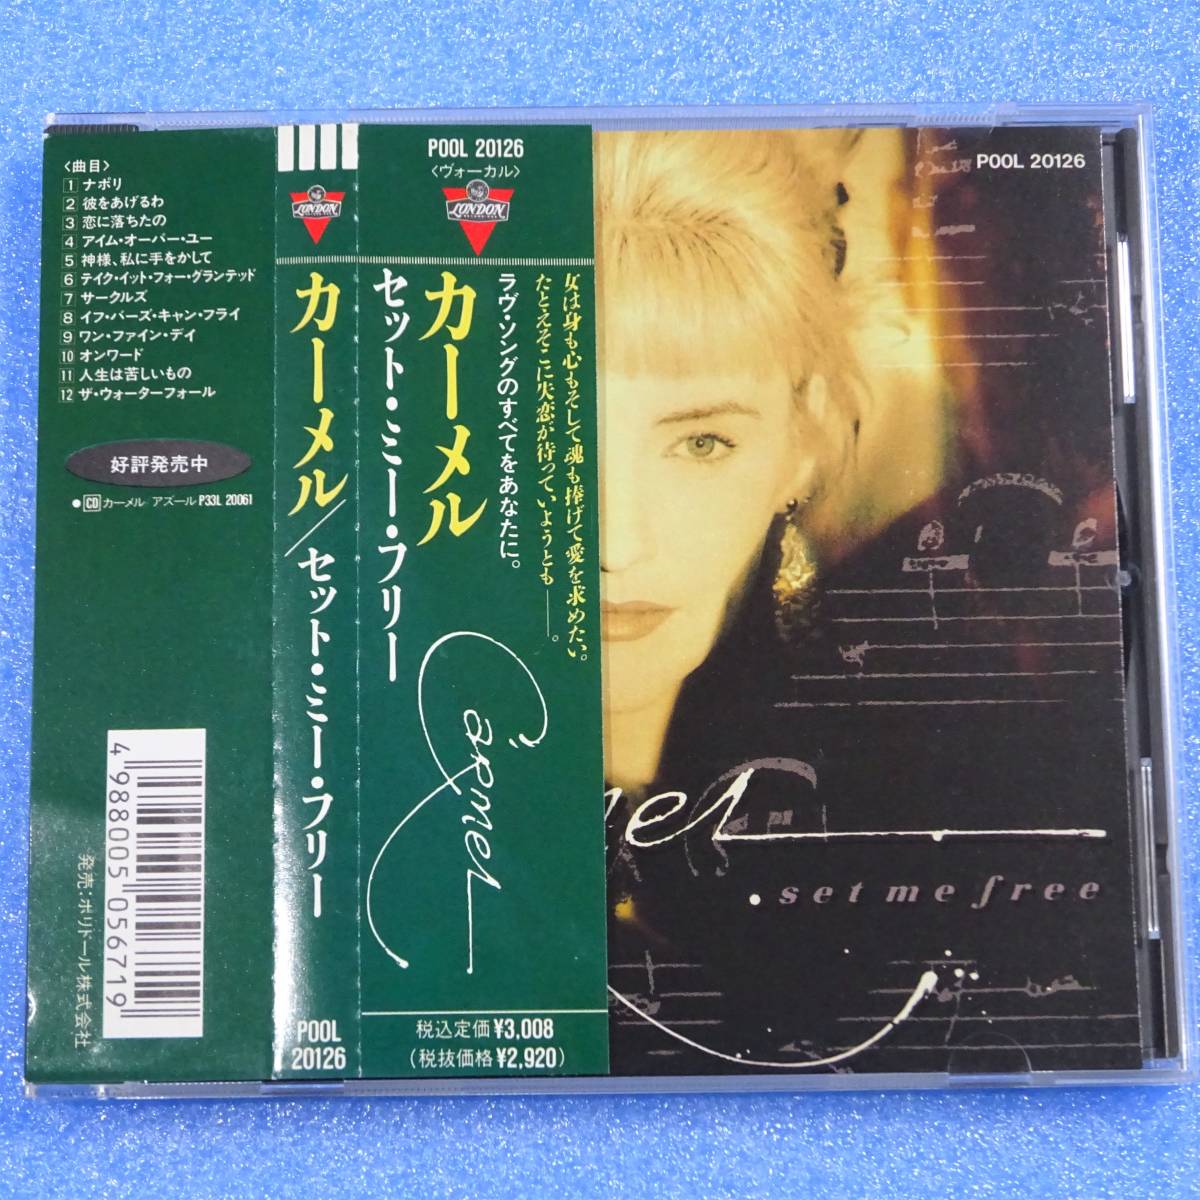 〈曲目〉
1 ナポリ
2 彼をあげるわ
3 恋に落ちたの
4 アイム・オーバー・ユー
5 神様、私に手をかして
6 テイク・イット・フォー・グランテッド
7 サークルズ
8 イフ・バーズ・キャン・フライ
9 ワン・ファイン・デイ
10 オンワード
11 人生は苦しいもの
12 ザ・ウォーターフォール
好評発売中
●CD カーメル/アズール P33L 20061
4988005056719
発売:ポリドール株式会社
LONDON
カーメル/セット・ミー・フリー
POOL
20126
POOL 20126
〈ヴォーカル〉
LONDON
女は身も心もそして魂も捧げて愛を求めたい。
たとえそこに失恋が待っていようとも──。
ラヴ・ソングのすべてをあなたに。
カーメル
セット・ミー・フリー
Carmel
税込定価¥3,008
(税抜価格¥2,920)
POOL 20126
mel
set me free